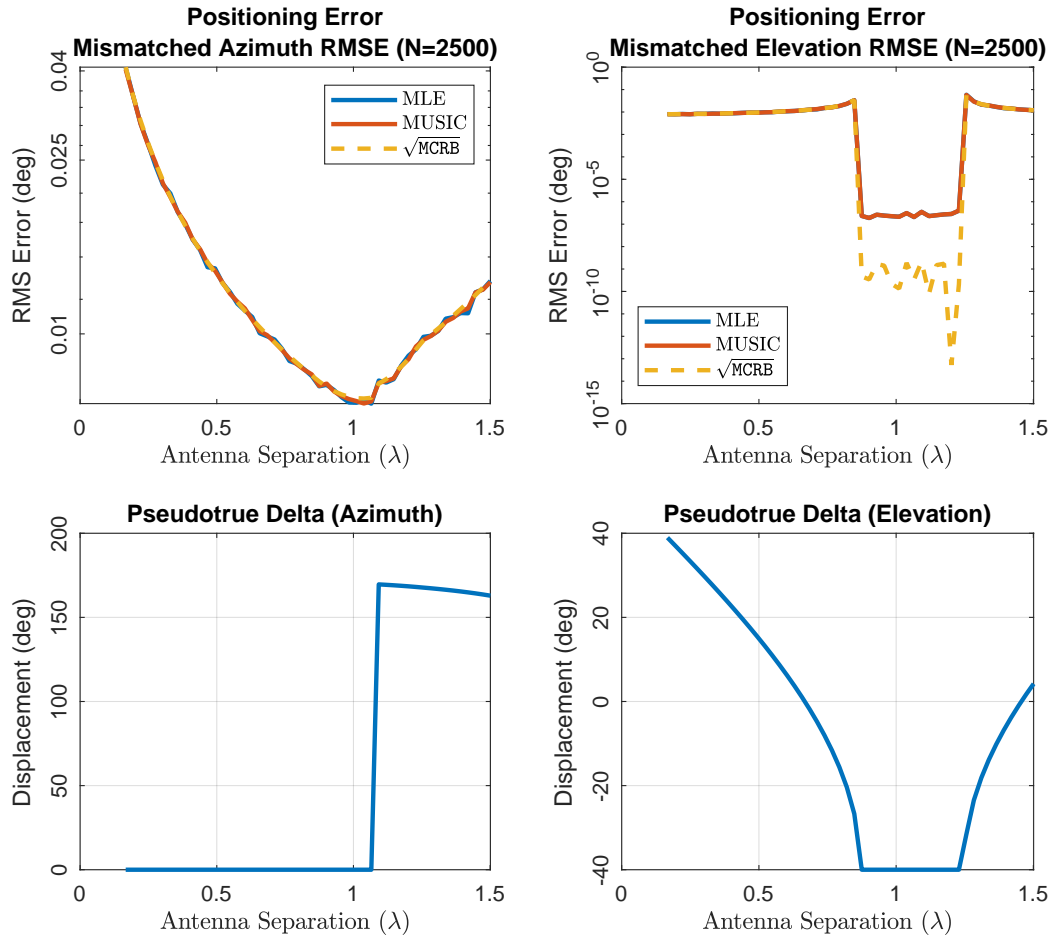 Positioning Error
Mismatched Azimuth RMSE (N=2500)
0.04
0.025
0.01
RMS Error (deg)
MLE
MUSIC
√MCRB
0
0.5
1
1.5
Antenna Separation (λ)
Positioning Error
Mismatched Elevation RMSE (N=2500)
10^0
10^-5
10^-10
10^-15
RMS Error (deg)
MLE
MUSIC
√MCRB
0
0.5
1
1.5
Antenna Separation (λ)
Pseudotrue Delta (Azimuth)
200
150
100
50
0
Displacement (deg)
0
0.5
1
1.5
Antenna Separation (λ)
Pseudotrue Delta (Elevation)
40
20
0
-20
-40
Displacement (deg)
0
0.5
1
1.5
Antenna Separation (λ)